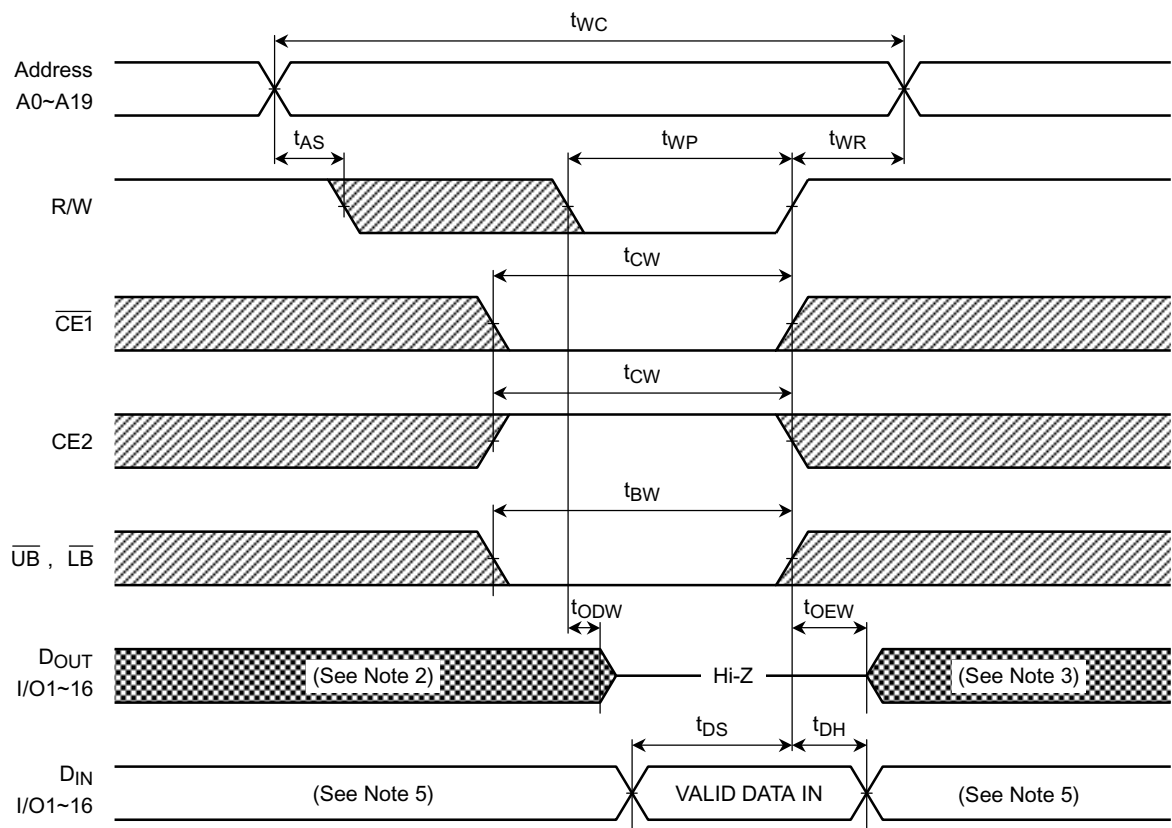 tWC
Address
A0~A19
tAS
tWP
tWR
R/W
tCW
CE1
tCW
CE2
tBW
UB , LB
tODW
tOEW
DOUT
I/O1~16
(See Note 2)
Hi-Z
(See Note 3)
tDS
tDH
DIN
I/O1~16
(See Note 5)
VALID DATA IN
(See Note 5)